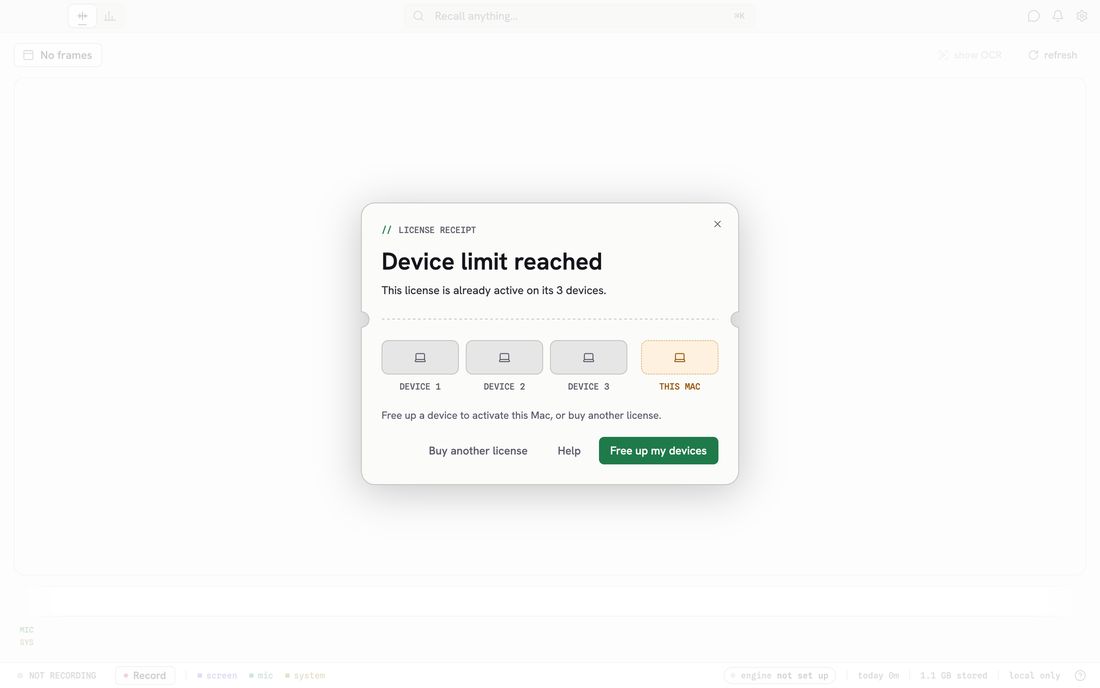 Recall anything...
⌘K
No frames
show OCR
refresh
// LICENSE RECEIPT
Device limit reached
This license is already active on its 3 devices.
DEVICE 1
DEVICE 2
DEVICE 3
THIS MAC
Free up a device to activate this Mac, or buy another license.
Buy another license
Help
Free up my devices
MIC
SYS
NOT RECORDING
Record
screen
mic
system
engine not set up
today 0m
1.1 GB stored
local only